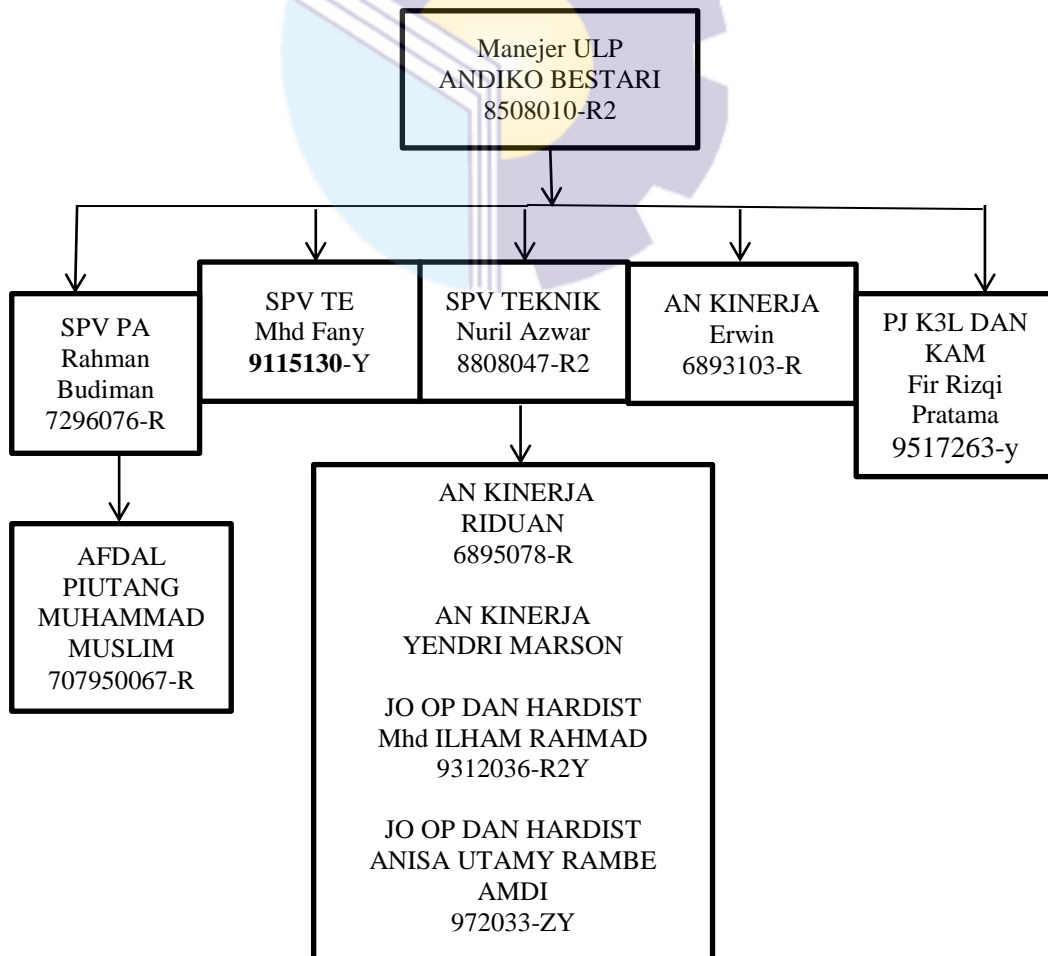 Manejer ULP
ANDIKO BESTARI
8508010-R2
SPV PA
Rahman
Budiman
7296076-R
SPV TE
Mhd Fany
9115130-Y
SPV TEKNIK
Nuril Azwar
8808047-R2
AN KINERJA
Erwin
6893103-R
PJ K3L DAN
KAM
Fir Rizqi
Pratama
9517263-y
AFDAL
PIUTANG
MUHAMMAD
MUSLIM
707950067-R
AN KINERJA
RIDUAN
6895078-R
AN KINERJA
YENDRI MARSON
JO OP DAN HARDIST
Mhd ILHAM RAHMAD
9312036-R2Y
JO OP DAN HARDIST
ANISA UTAMY RAMBE
AMDI
972033-ZY